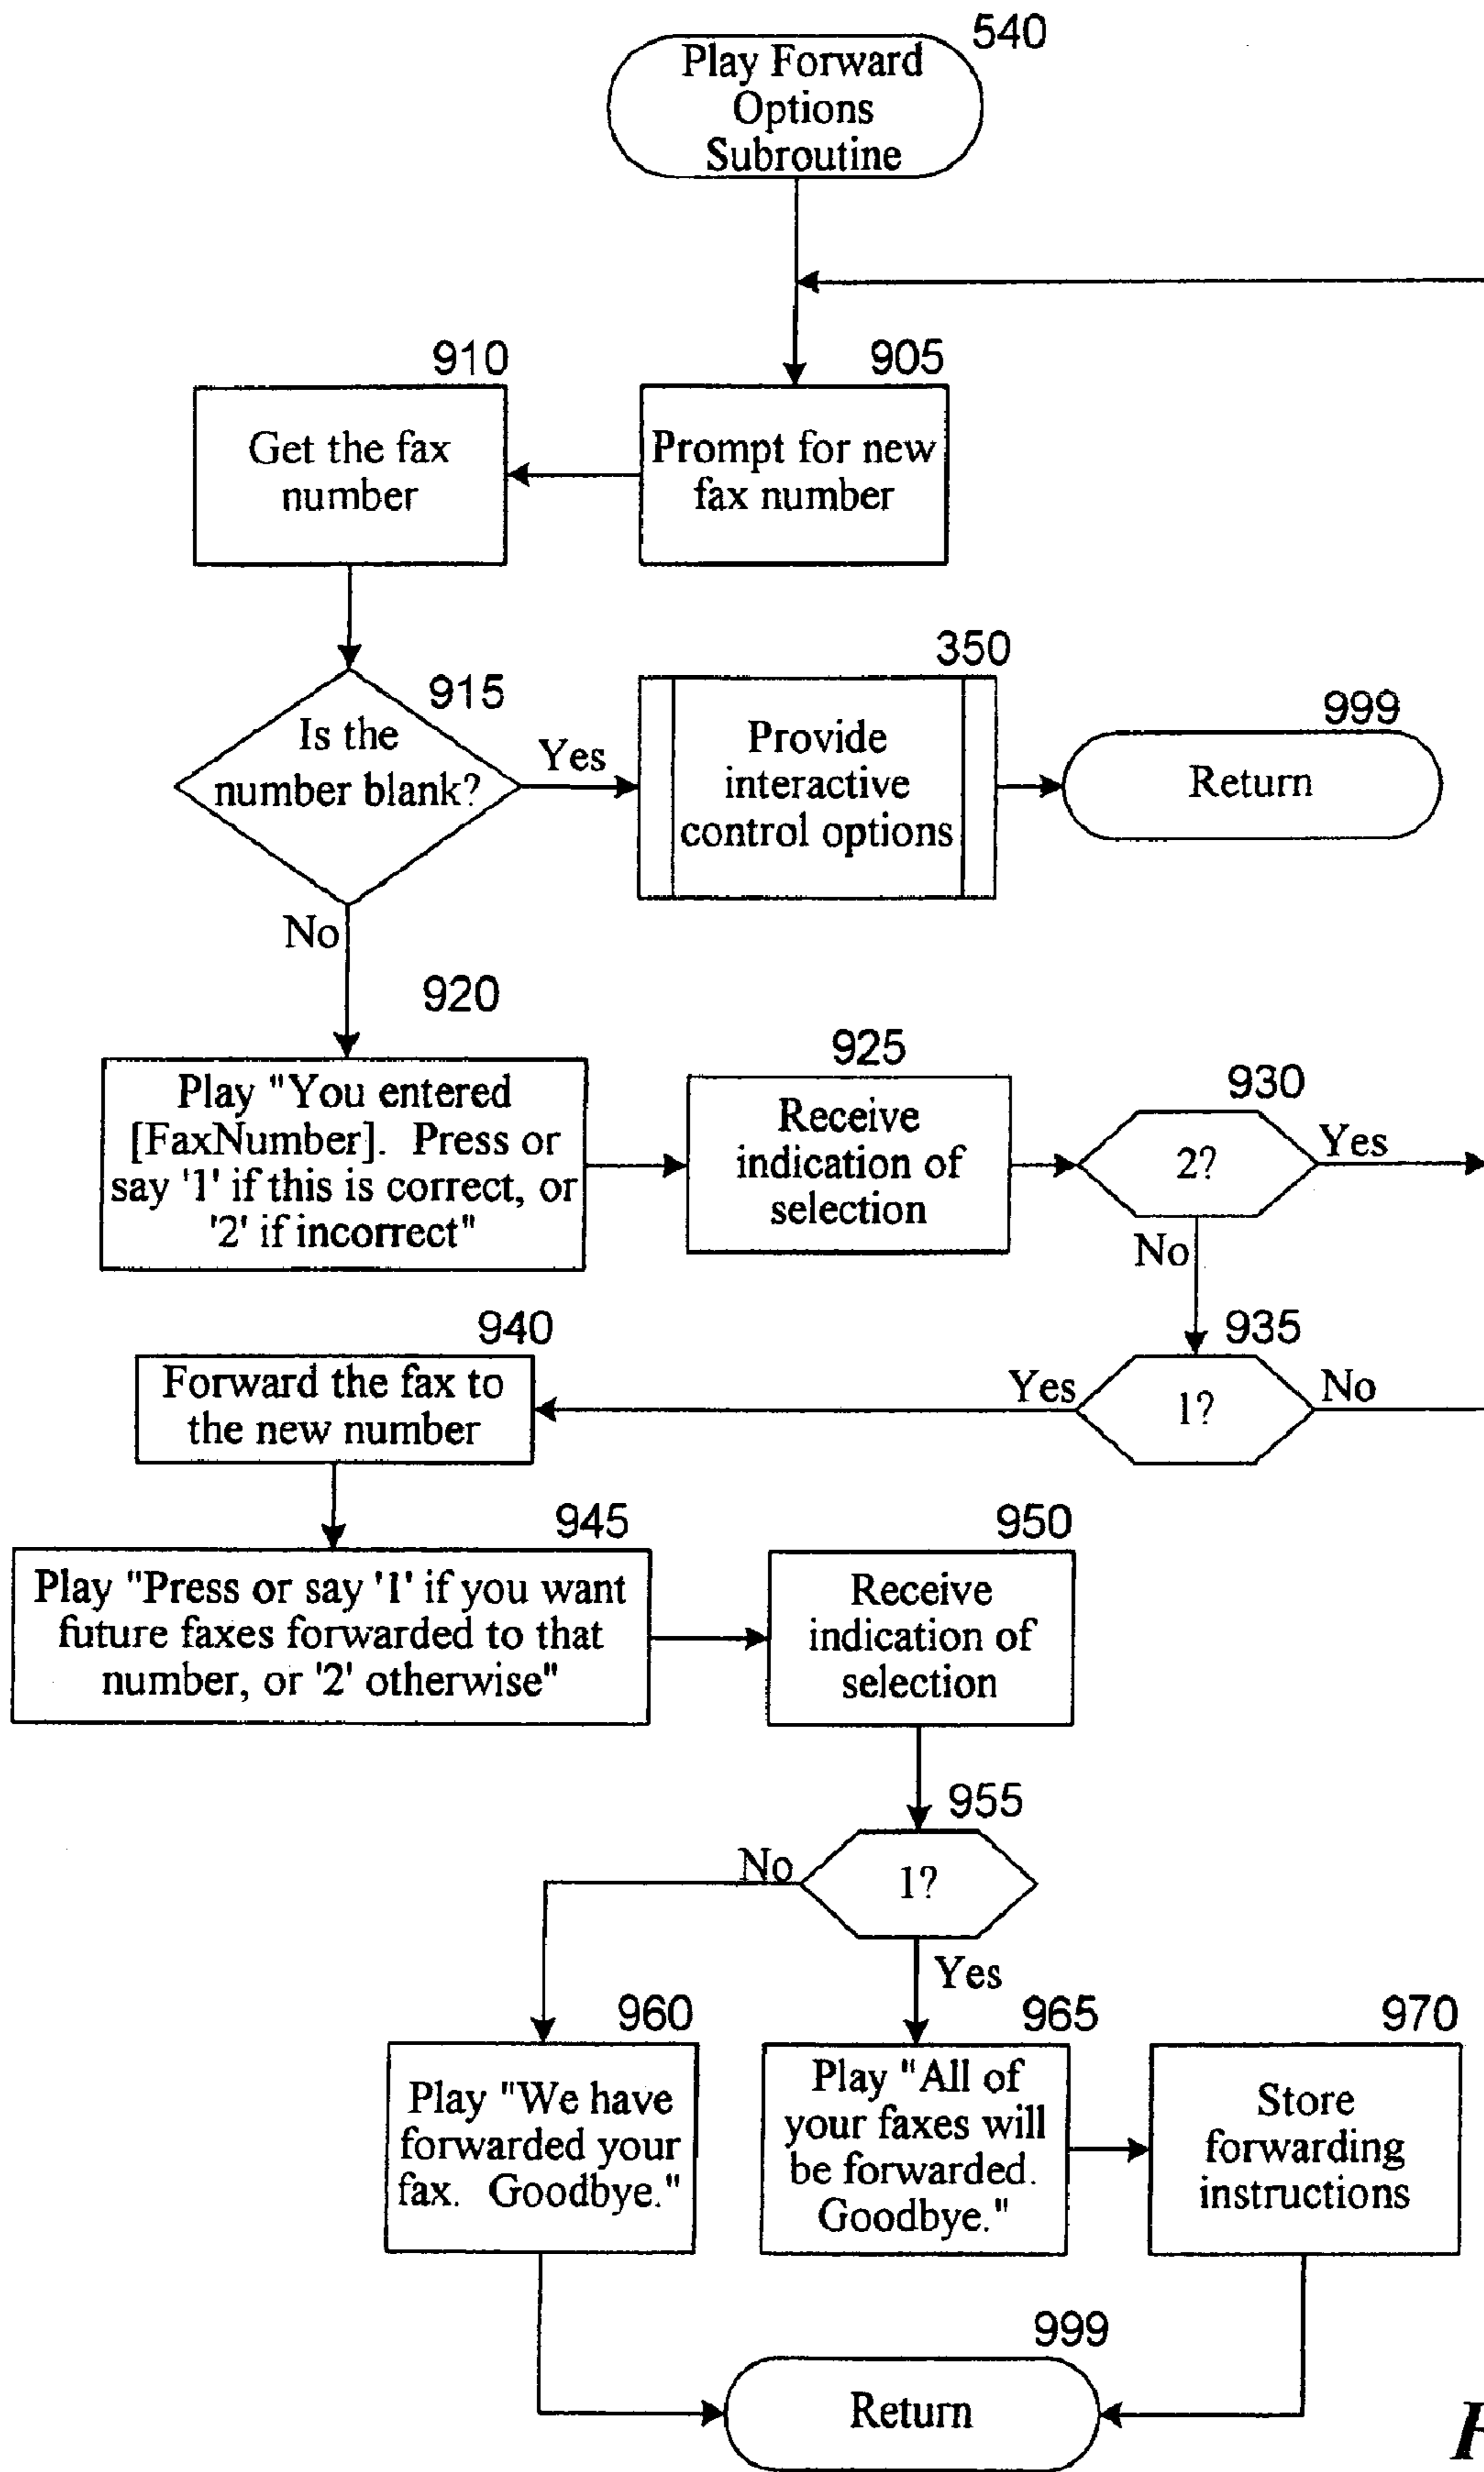 540
Play Forward
Options
Subroutine
910
905
Get the fax
number
Prompt for new
fax number
915
Is the
number blank?
Yes
350
Provide
interactive
control options
999
Return
No
920
Play "You entered
[FaxNumber]. Press or
say '1' if this is correct, or
'2' if incorrect"
925
Receive
indication of
selection
930
2?
Yes
No
935
1?
Yes
No
940
Forward the fax to
the new number
945
Play "Press or say '1' if you want
future faxes forwarded to that
number, or '2' otherwise"
950
Receive
indication of
selection
955
1?
No
Yes
960
Play "We have
forwarded your
fax. Goodbye."
965
Play "All of
your faxes will
be forwarded.
Goodbye."
970
Store
forwarding
instructions
999
Return